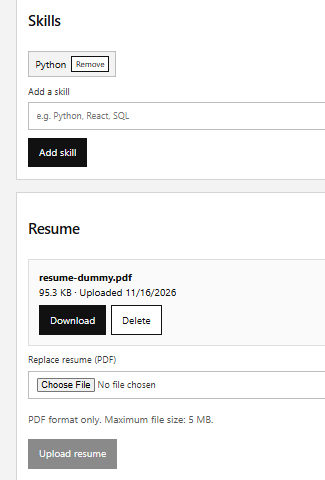 Skills
Python Remove
Add a skill
e.g. Python, React, SQL
Add skill
Resume
resume-dummy.pdf
95.3 KB · Uploaded 11/16/2026
Download Delete
Replace resume (PDF)
Choose File No file chosen
PDF format only. Maximum file size: 5 MB.
Upload resume